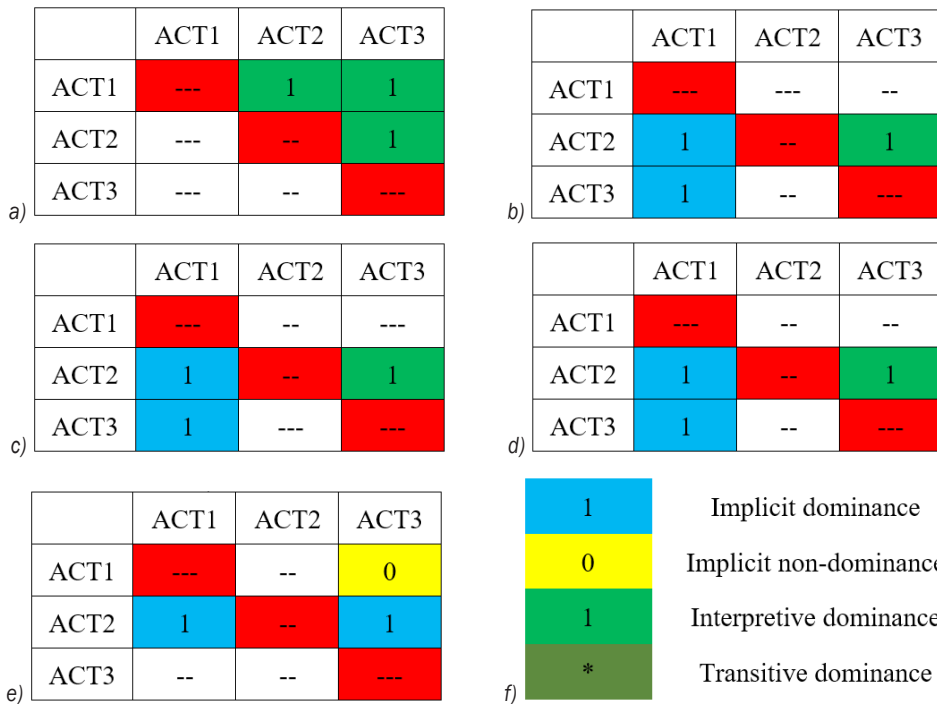 ACT1 ACT2 ACT3
ACT1 --- 1 1
ACT2 --- -- 1
ACT3 --- -- ---
a)
ACT1 ACT2 ACT3
ACT1 --- --- --
ACT2 1 -- 1
ACT3 1 -- ---
b)
ACT1 ACT2 ACT3
ACT1 --- -- ---
ACT2 1 -- 1
ACT3 1 --- ---
c)
ACT1 ACT2 ACT3
ACT1 --- -- --
ACT2 1 -- 1
ACT3 1 -- ---
d)
ACT1 ACT2 ACT3
ACT1 --- -- 0
ACT2 1 -- 1
ACT3 -- -- ---
e)
1 Implicit dominance
0 Implicit non-dominance
1 Interpretive dominance
* Transitive dominance
f)